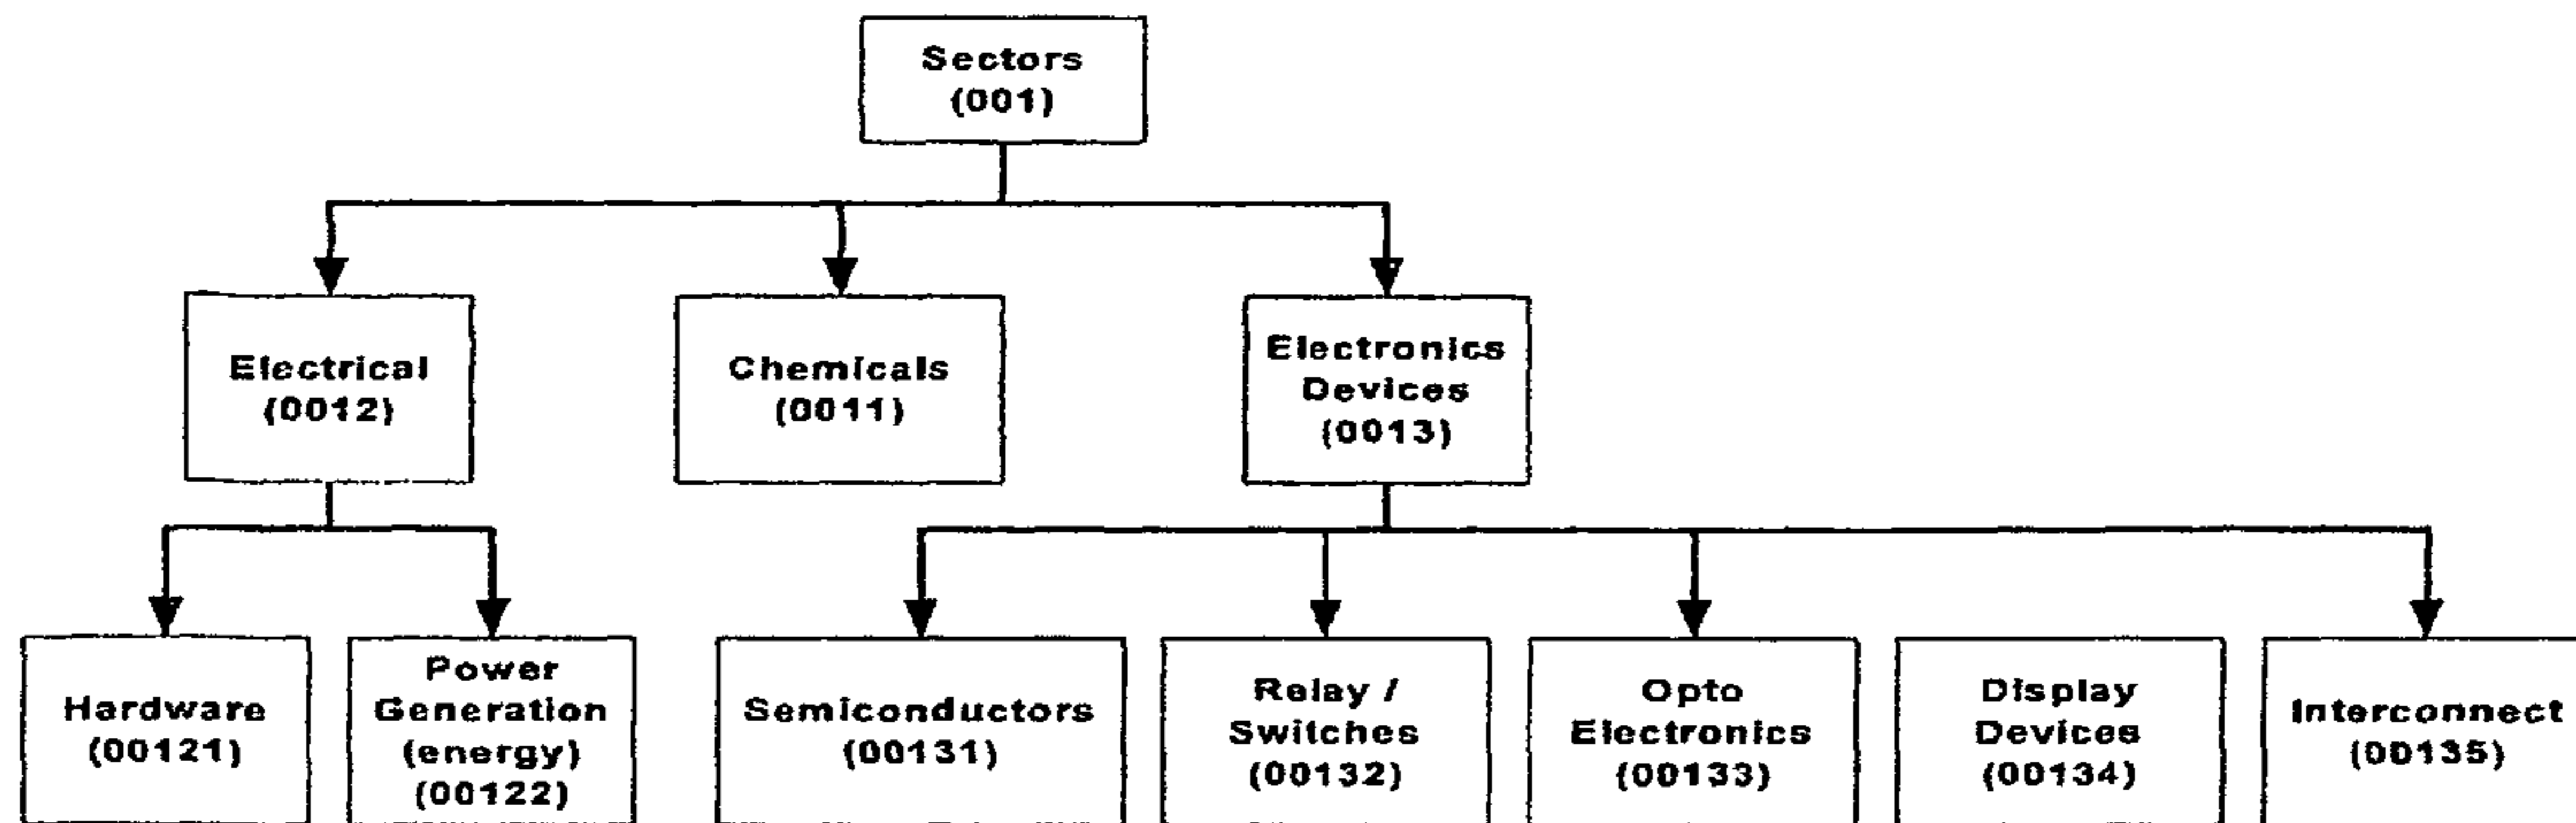 Sectors
(001)
Electrical
(0012)
Chemicals
(0011)
Electronics
Devices
(0013)
Hardware
(00121)
Power
Generation
(energy)
(00122)
Semiconductors
(00131)
Relay /
Switches
(00132)
Opto
Electronics
(00133)
Display
Devices
(00134)
Interconnect
(00135)